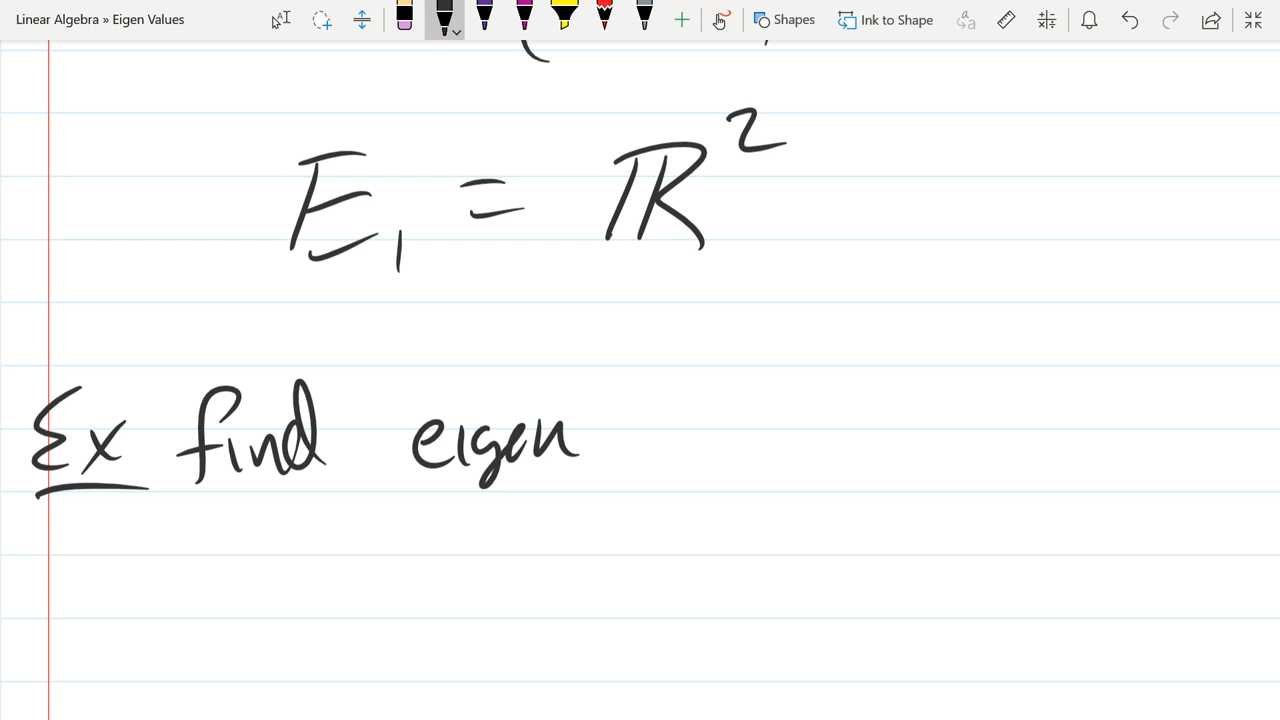 Linear Algebra » Eigen Values
Shapes
Ink to Shape
E₁ = ℝ²
Ex find eigen